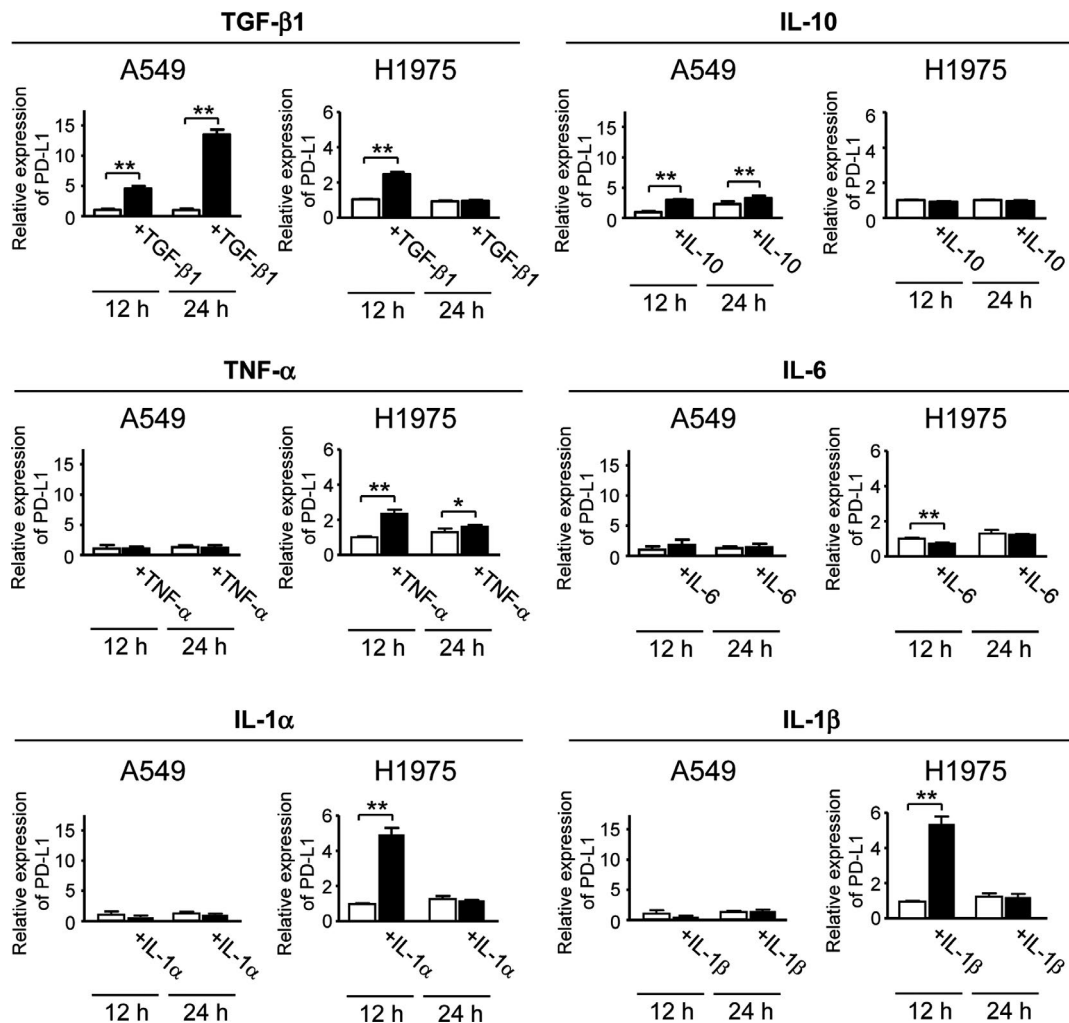 TGF-β1
IL-10
A549
H1975
A549
H1975
Relative expression
of PD-L1
15
10
5
0
**
**
+TGF-β1
+TGF-β1
12 h
24 h
Relative expression
of PD-L1
6
4
2
0
**
+TGF-β1
+TGF-β1
12 h
24 h
Relative expression
of PD-L1
15
10
5
0
**
**
+IL-10
+IL-10
12 h
24 h
Relative expression
of PD-L1
6
4
2
0
+IL-10
+IL-10
12 h
24 h
TNF-α
IL-6
A549
H1975
A549
H1975
Relative expression
of PD-L1
15
10
5
0
+TNF-α
+TNF-α
12 h
24 h
Relative expression
of PD-L1
6
4
2
0
**
*
+TNF-α
+TNF-α
12 h
24 h
Relative expression
of PD-L1
15
10
5
0
+IL-6
+IL-6
12 h
24 h
Relative expression
of PD-L1
6
4
2
0
**
+IL-6
+IL-6
12 h
24 h
IL-1α
IL-1β
A549
H1975
A549
H1975
Relative expression
of PD-L1
15
10
5
0
+IL-1α
+IL-1α
12 h
24 h
Relative expression
of PD-L1
6
4
2
0
**
+IL-1α
+IL-1α
12 h
24 h
Relative expression
of PD-L1
15
10
5
0
+IL-1β
+IL-1β
12 h
24 h
Relative expression
of PD-L1
6
4
2
0
**
+IL-1β
+IL-1β
12 h
24 h